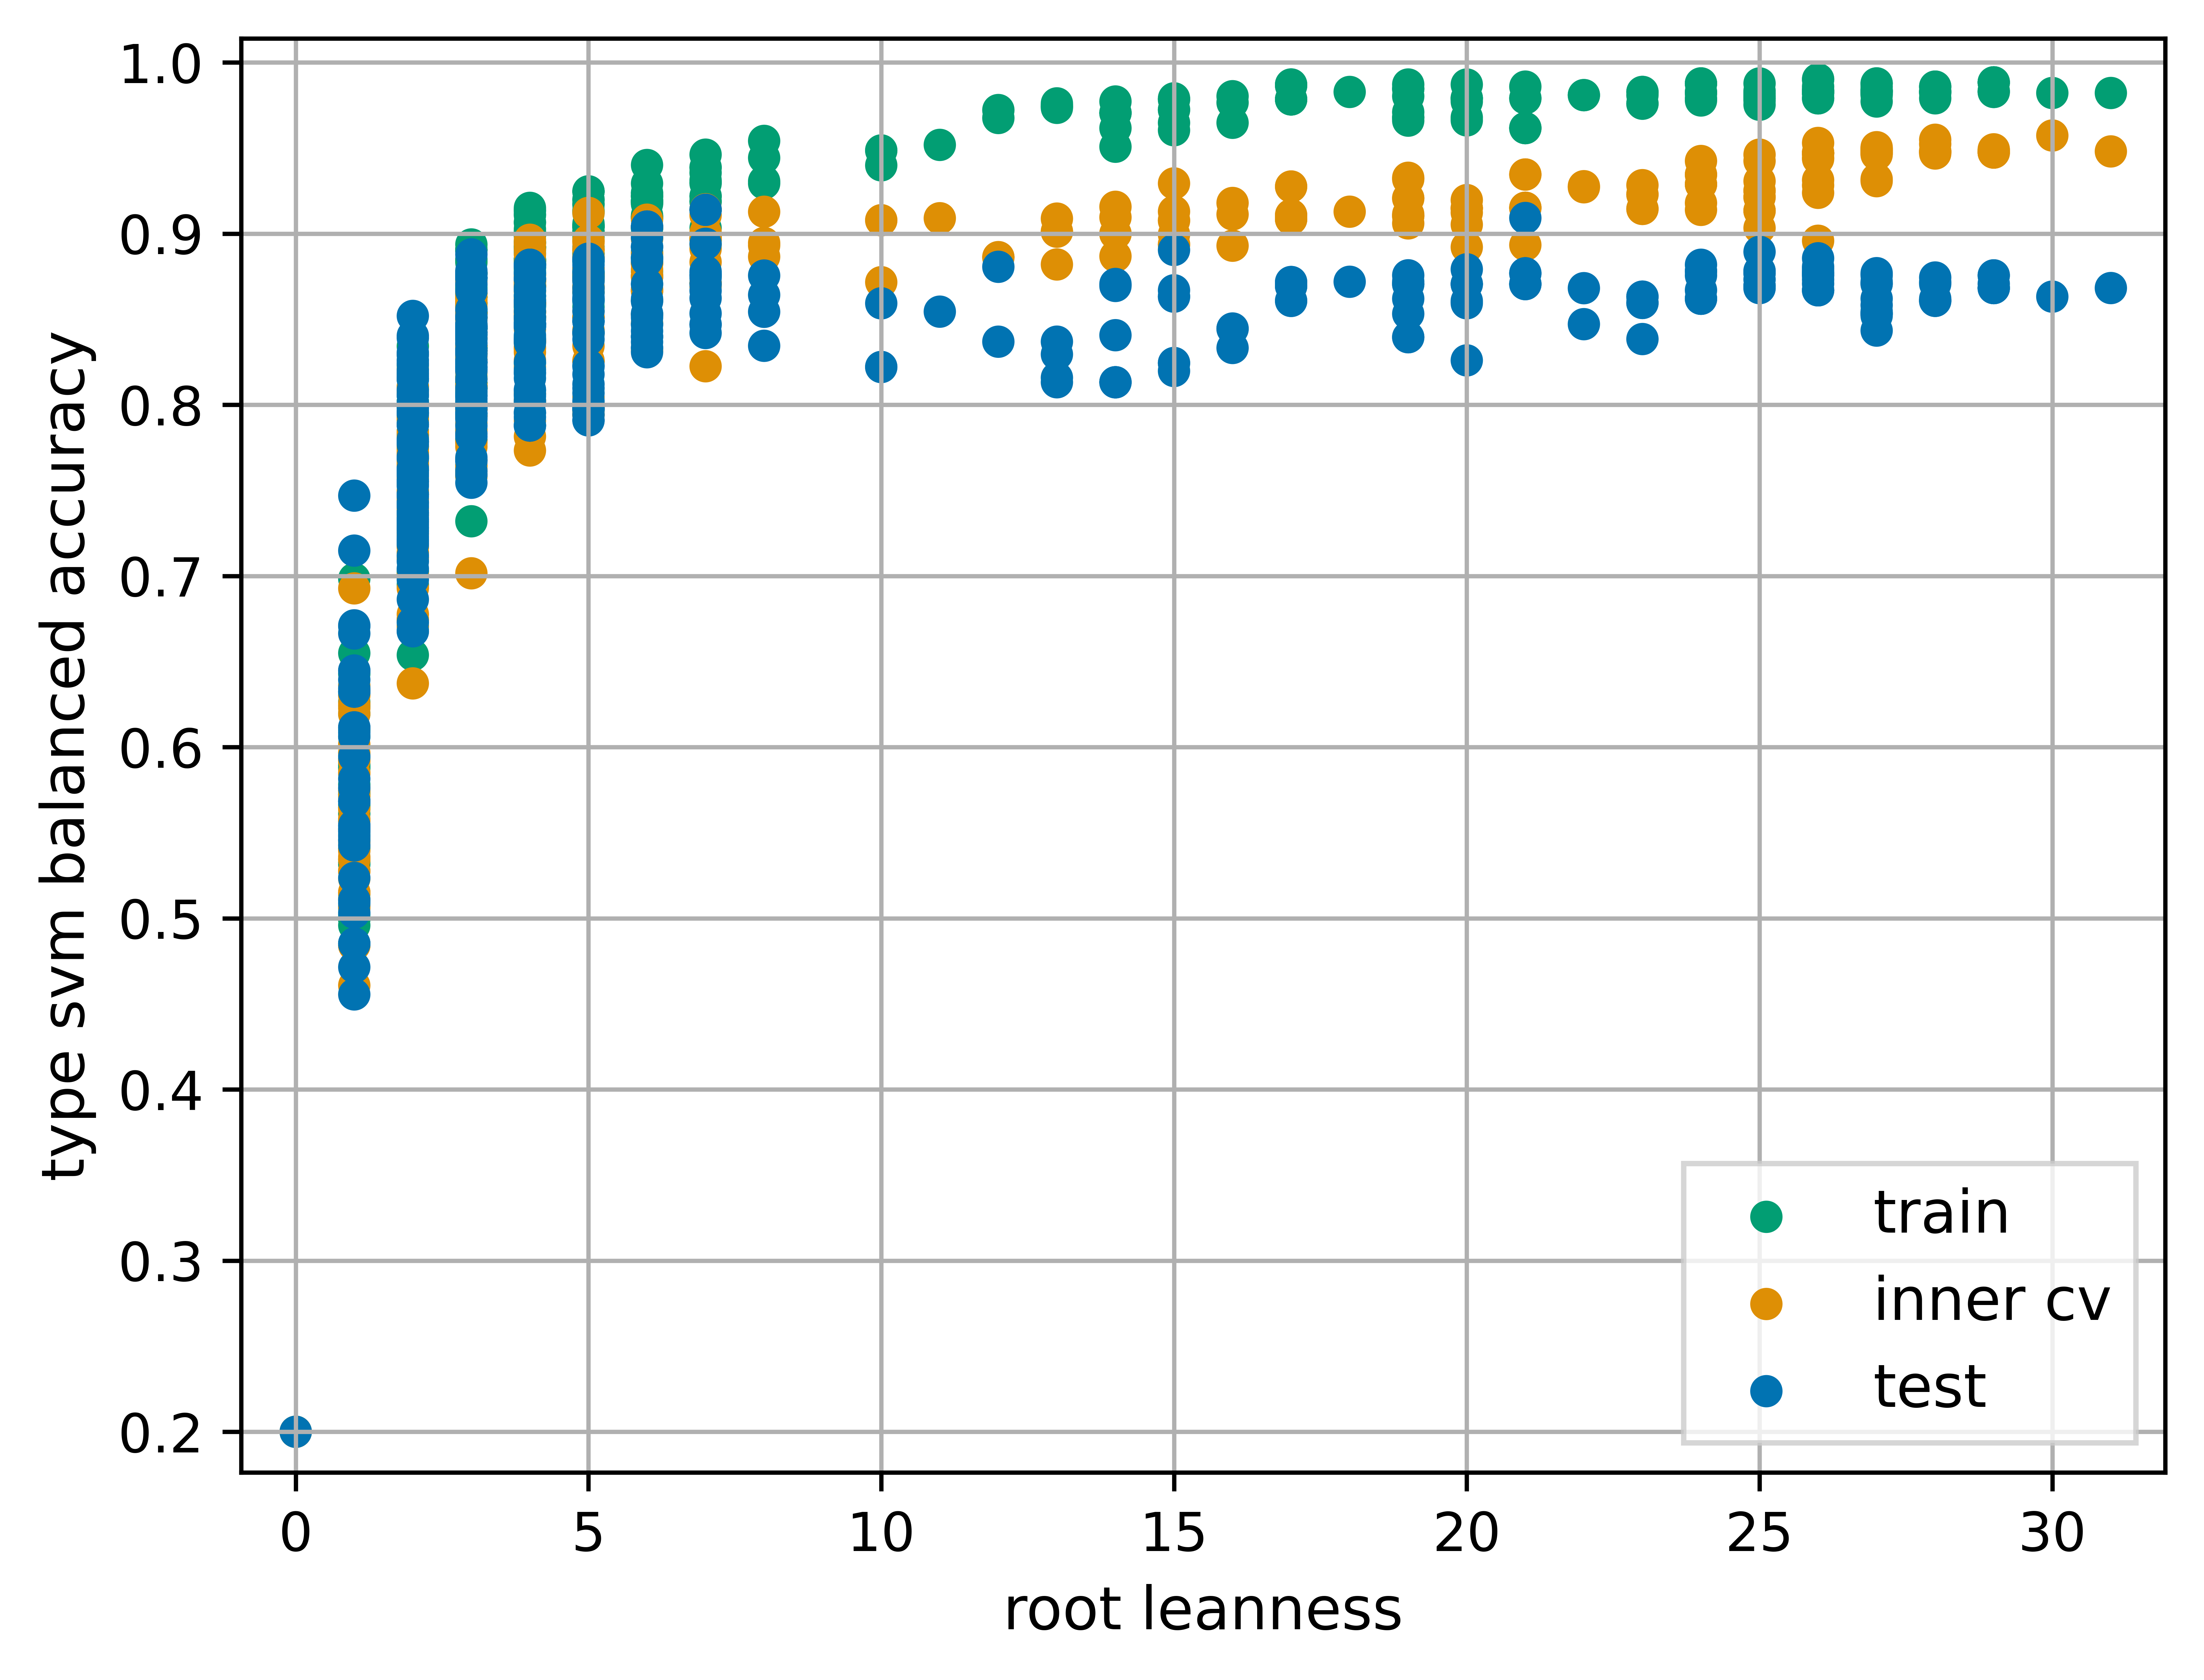 1.0
0.9
0.8
0.7
0.6
0.5
0.4
0.3
0.2
type svm balanced accuracy
train
inner cv
test
0 5 10 15 20 25 30
root leanness